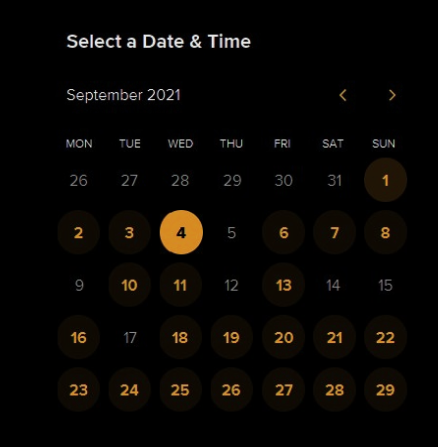 Select a Date & Time
September 2021
MON TUE WED THU FRI SAT SUN
26 27 28 29 30 31 1
2 3 4 5 6 7 8
9 10 11 12 13 14 15
16 17 18 19 20 21 22
23 24 25 26 27 28 29